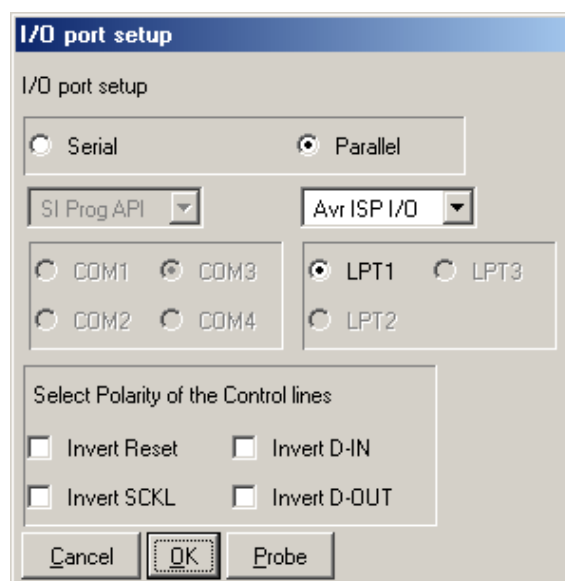 I/O port setup
I/O port setup
Serial Parallel
SI Prog API Avr ISP I/O
COM1 COM3 LPT1 LPT3
COM2 COM4 LPT2
Select Polarity of the Control lines
Invert Reset Invert D-IN
Invert SCKL Invert D-OUT
Cancel OK Probe